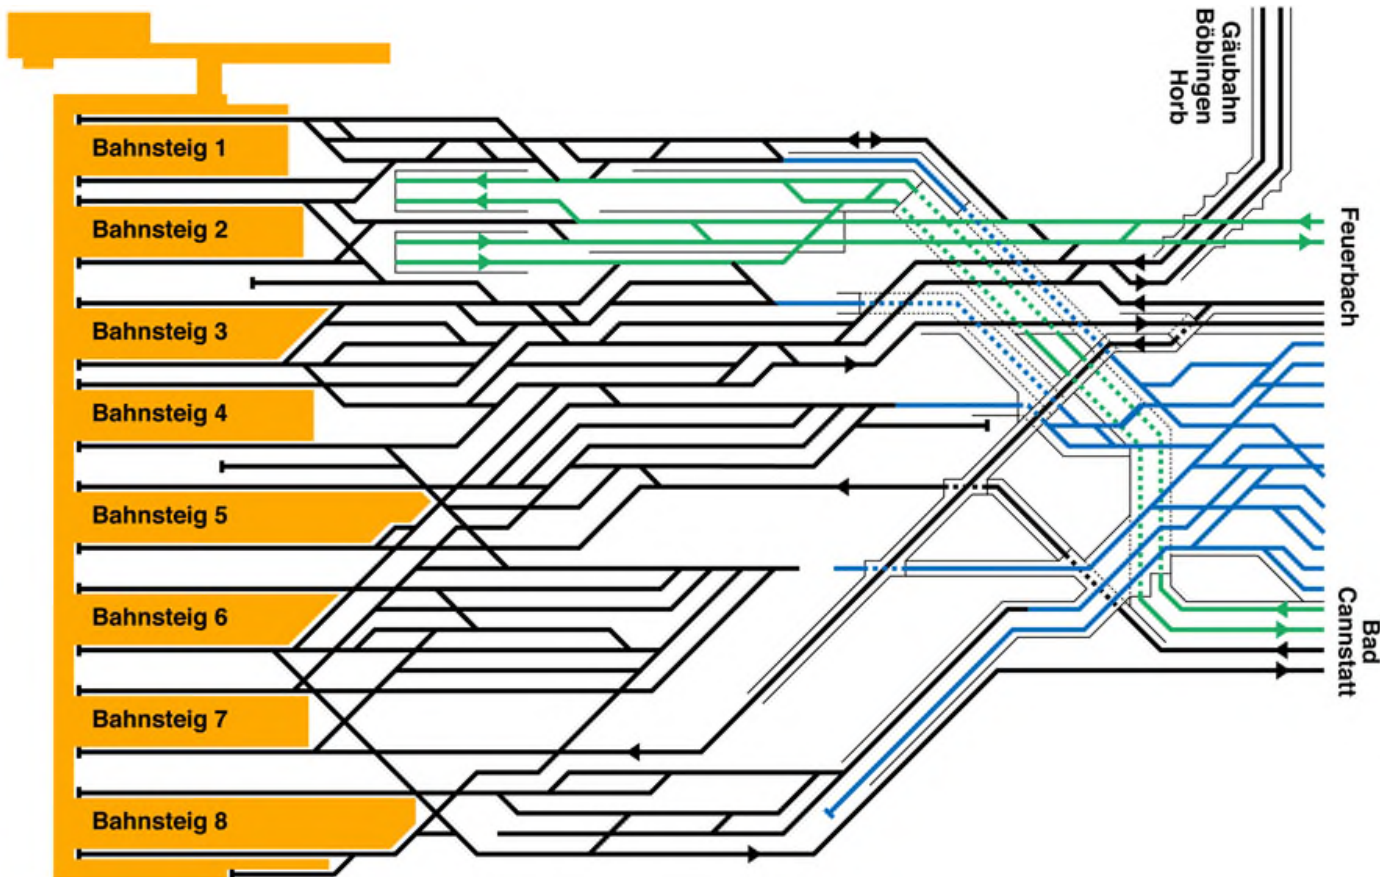 Bahnsteig 1
Bahnsteig 2
Bahnsteig 3
Bahnsteig 4
Bahnsteig 5
Bahnsteig 6
Bahnsteig 7
Bahnsteig 8
Gäubahn
Böblingen
Horb
Feuerbach
Bad
Cannstatt